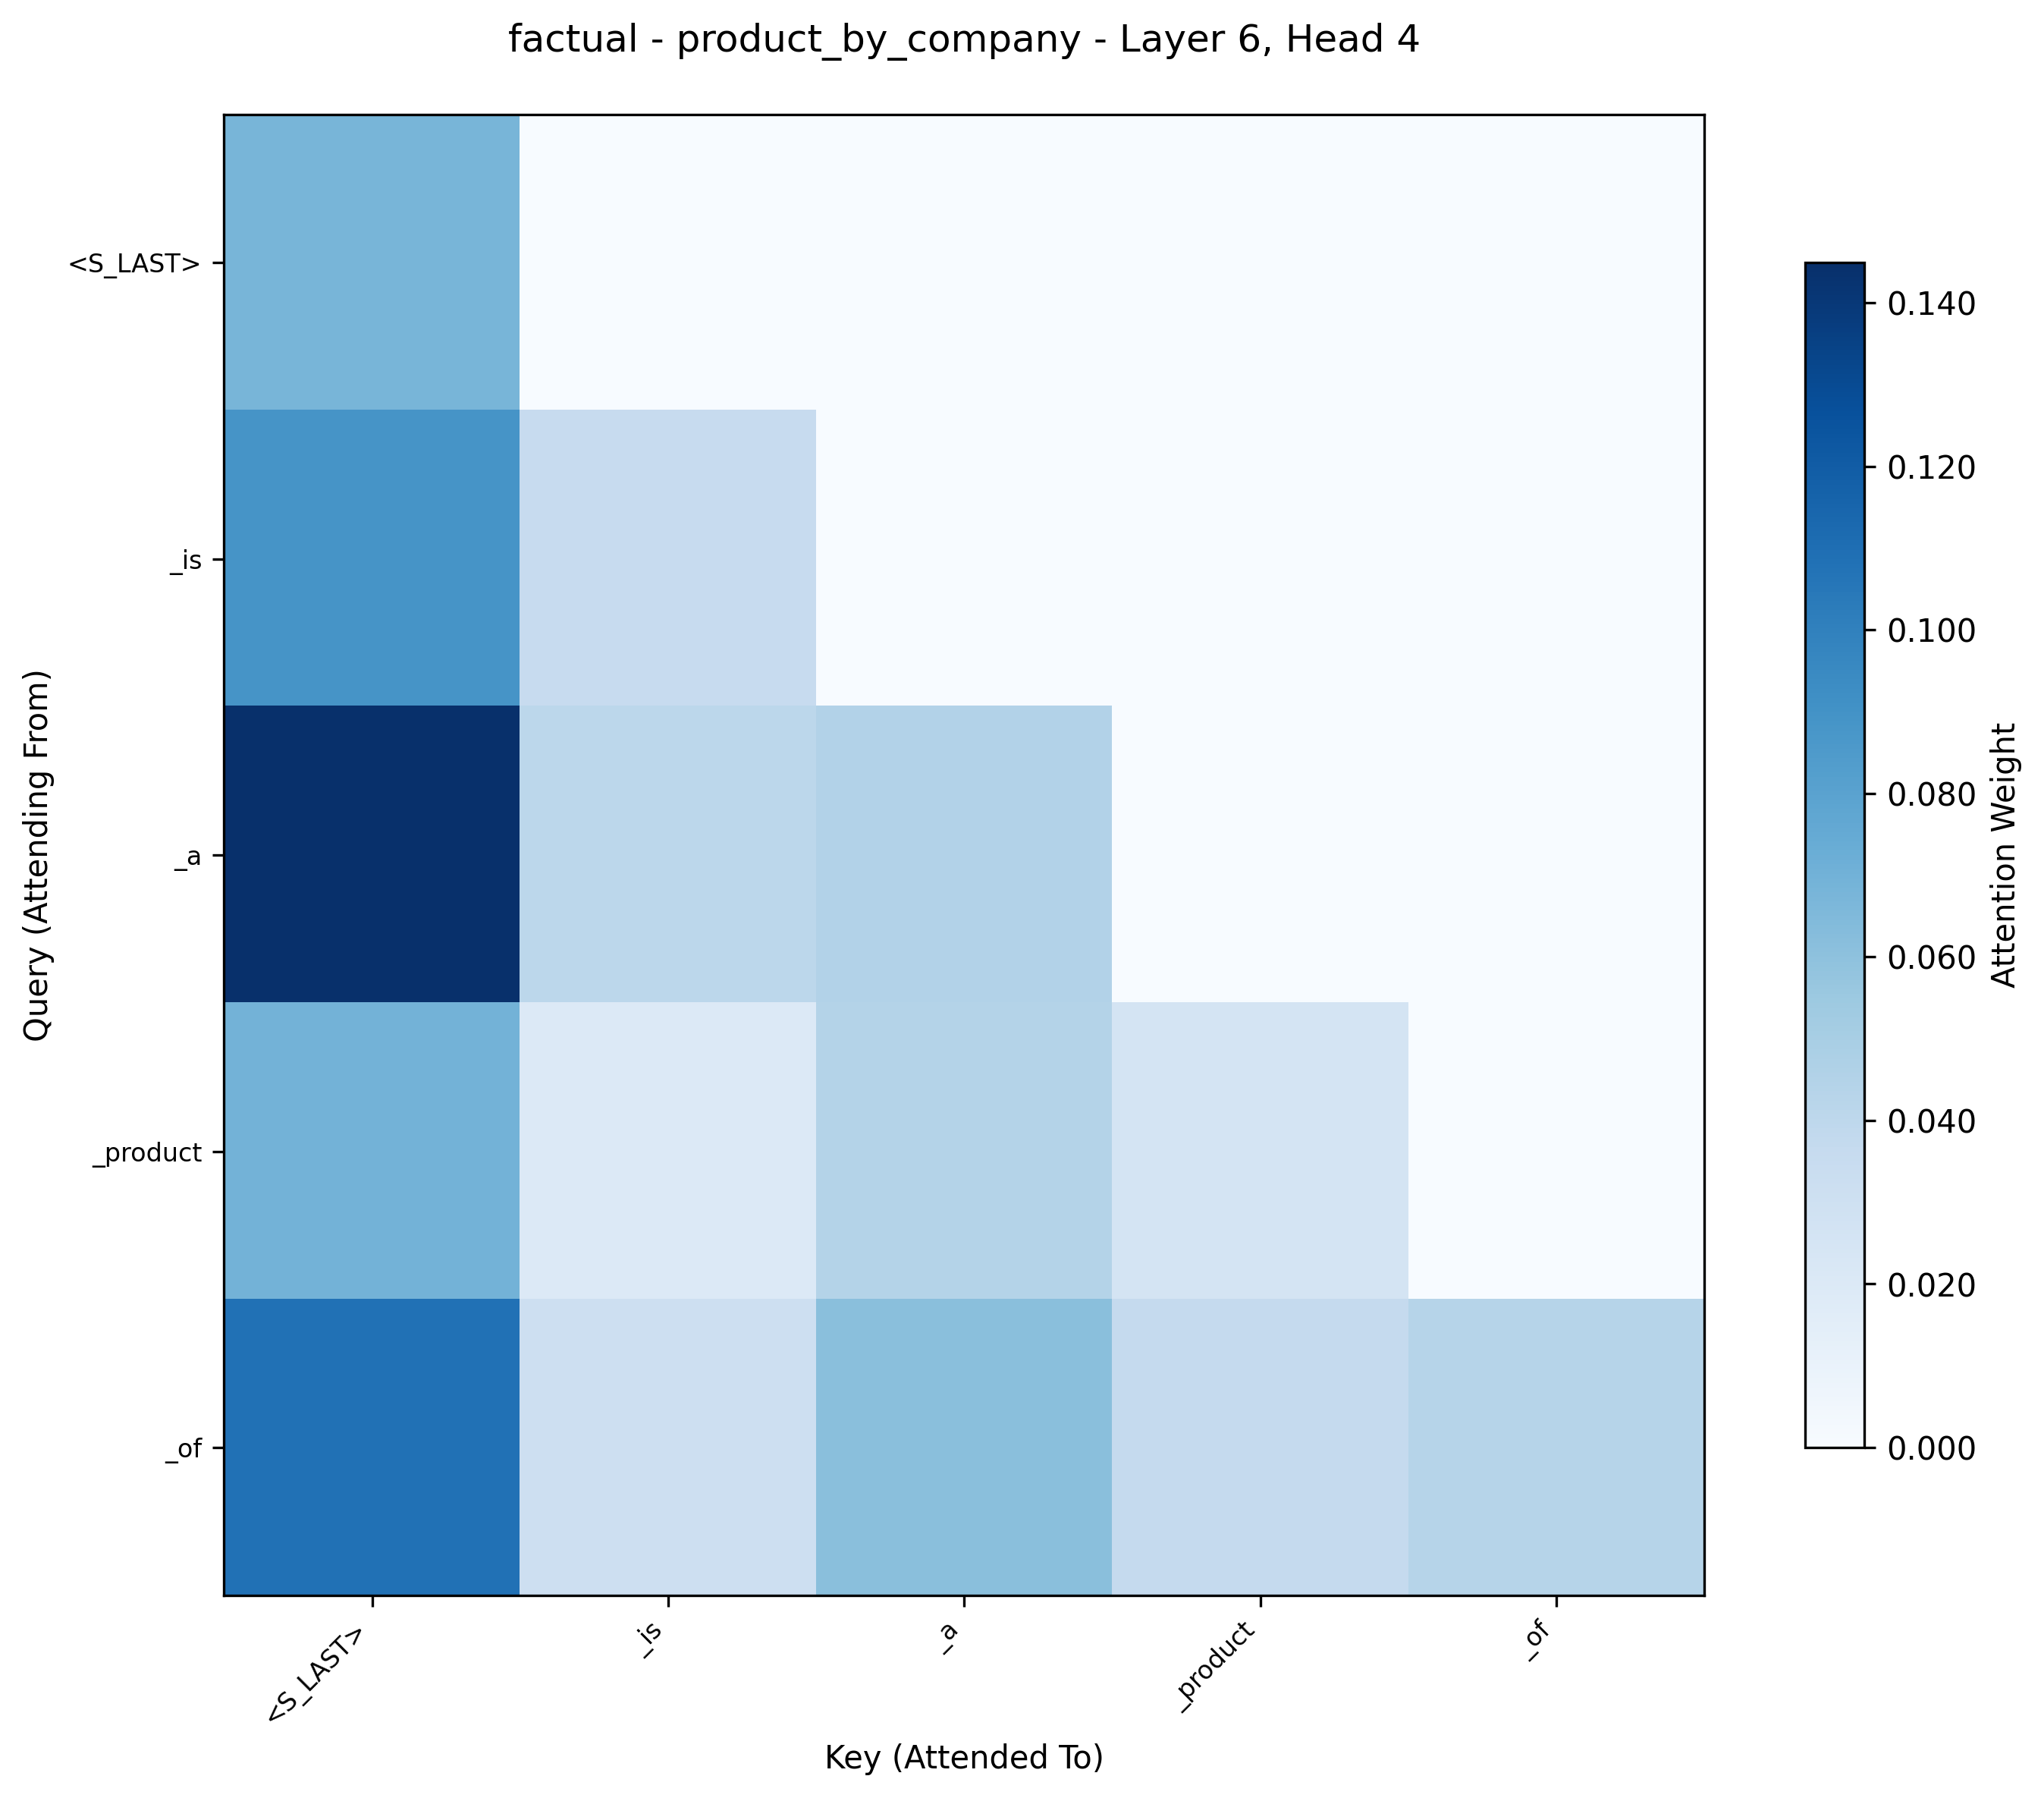 factual - product_by_company - Layer 6, Head 4
Query (Attending From)
<S_LAST>
_is
_a
_product
_of
<S_LAST>
_is
_a
_product
_of
Key (Attended To)
0.140
0.120
0.100
0.080
0.060
0.040
0.020
0.000
Attention Weight